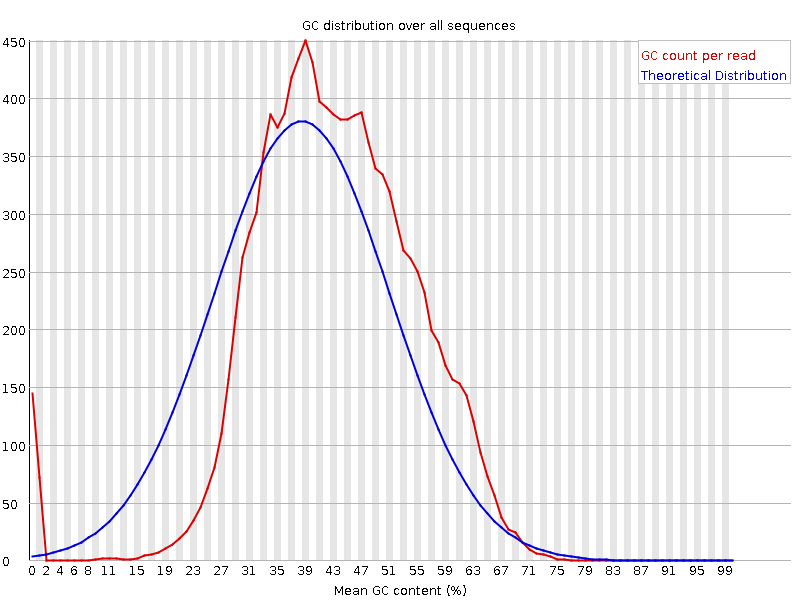 GC distribution over all sequences
GC count per read
Theoretical Distribution
450
400
350
300
250
200
150
100
50
0
0 2 4 6 8 11 15 19 23 27 31 35 39 43 47 51 55 59 63 67 71 75 79 83 87 91 95 99
Mean GC content (%)